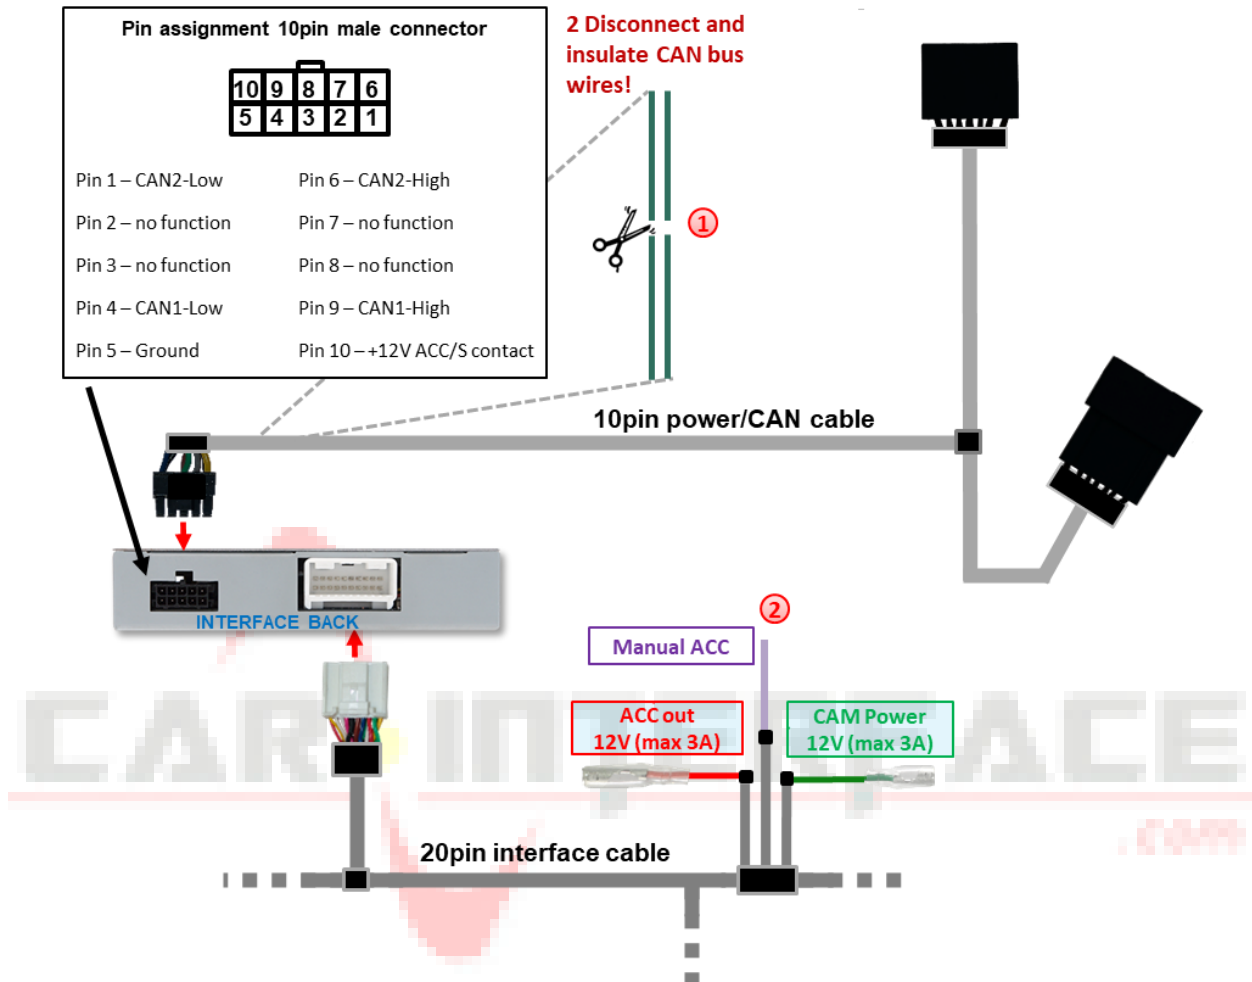 Pin assignment 10pin male connector
10 9 8 7 6
5 4 3 2 1
Pin 1 – CAN2-Low
Pin 6 – CAN2-High
Pin 2 – no function
Pin 7 – no function
Pin 3 – no function
Pin 8 – no function
Pin 4 – CAN1-Low
Pin 9 – CAN1-High
Pin 5 – Ground
Pin 10 – +12V ACC/S contact
2 Disconnect and
insulate CAN bus
wires!
1
10pin power/CAN cable
INTERFACE BACK
2
Manual ACC
ACC out
12V (max 3A)
CAM Power
12V (max 3A)
CAR INTERFACE
.com
20pin interface cable